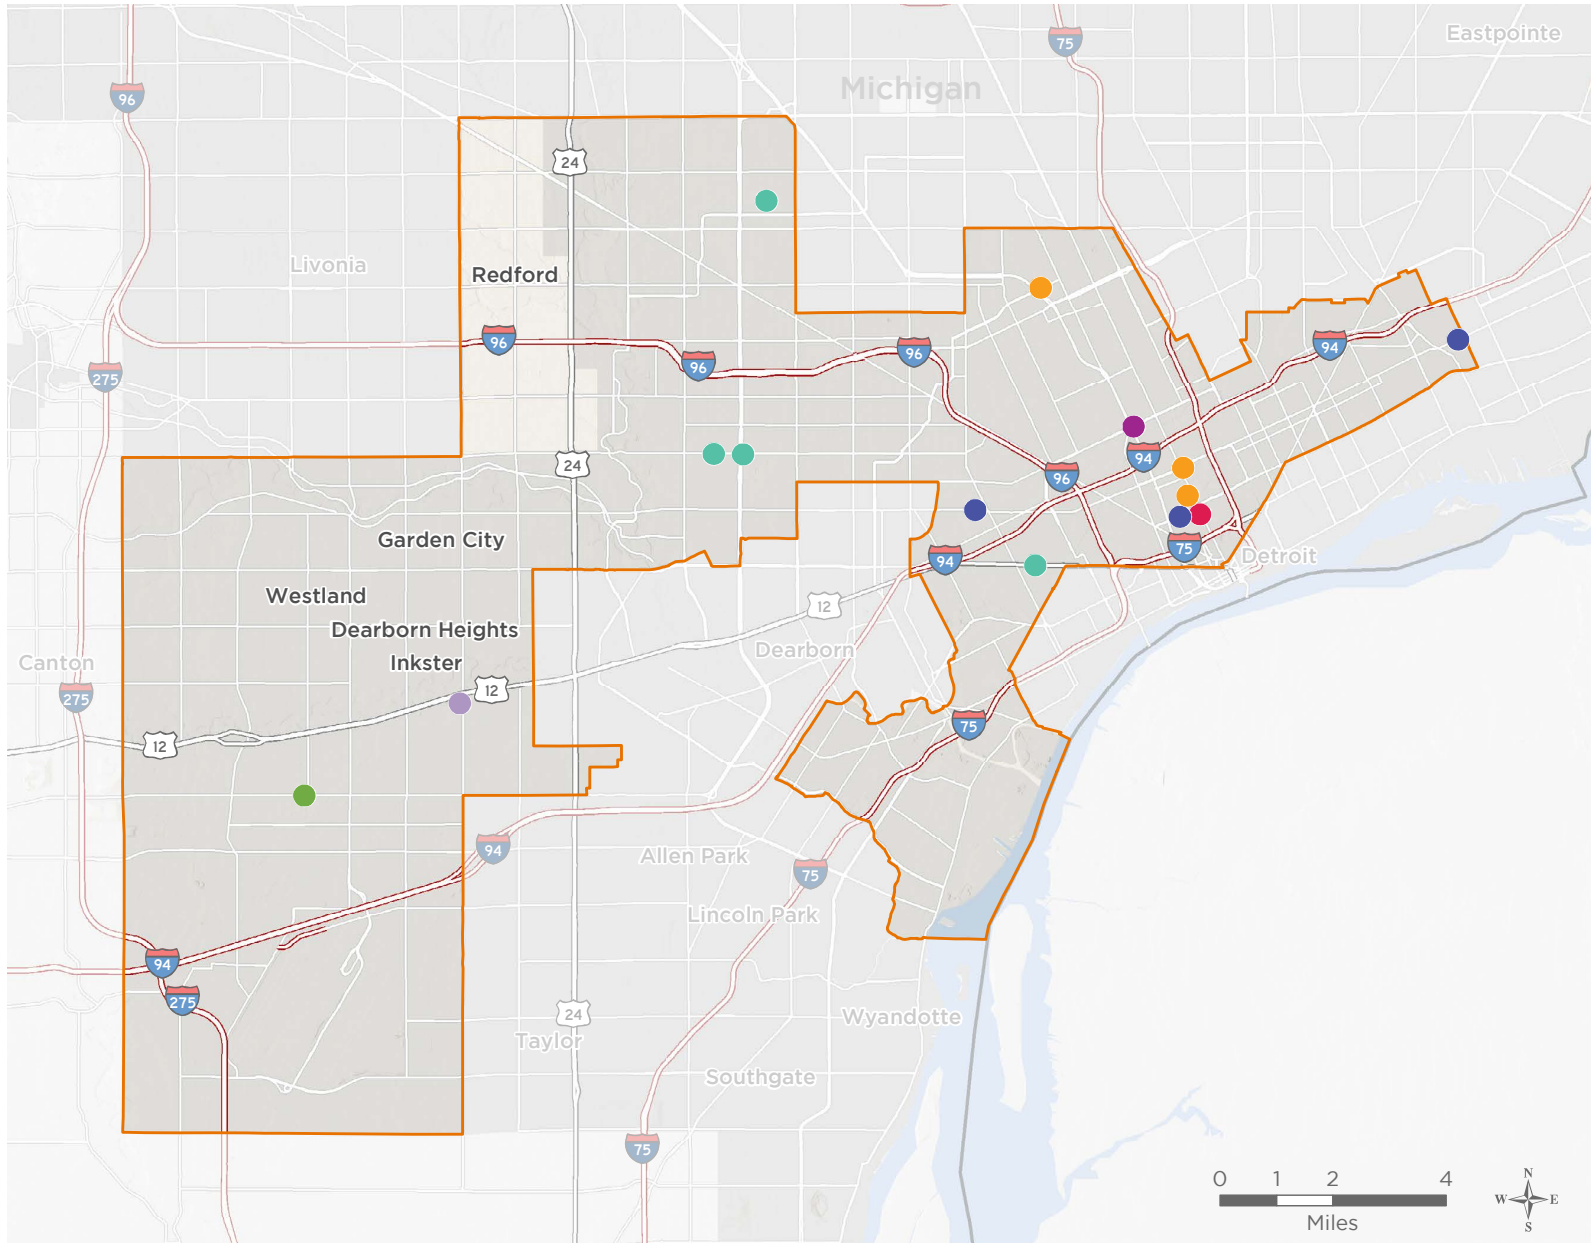 Eastpointe
75
Michigan
96
24
Livonia
Redford
96
96
96
94
275
94
24
96
Garden City
94
75
Detroit
Westland
12
Dearborn Heights
Dearborn
Inkster
Canton
275
12
75
12
94
Allen Park
75
Lincoln Park
94
275
24
Wyandotte
Taylor
Southgate
75
0 1 2 4
Miles
N
W E
S